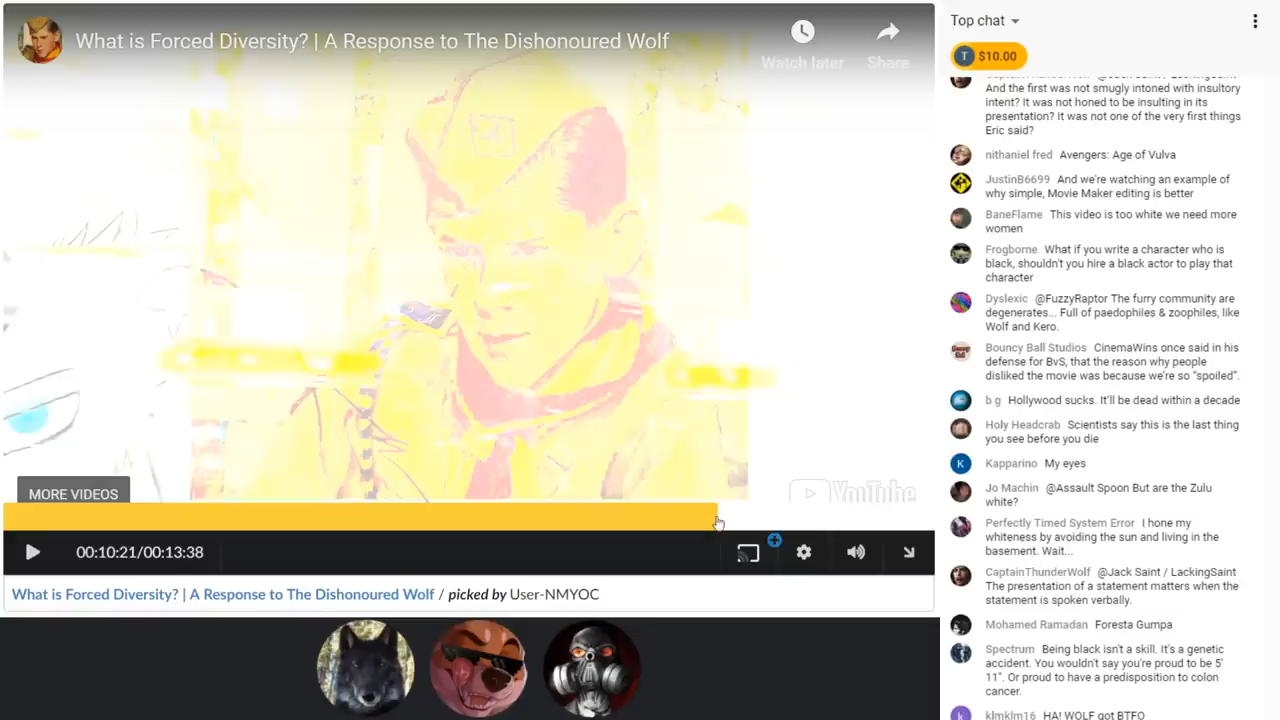 What is Forced Diversity? | A Response to The Dishonoured Wolf
Watch later
Share
MORE VIDEOS
YouTube
00:10:21/00:13:38
What is Forced Diversity? | A Response to The Dishonoured Wolf / picked by User-NMYOC
Top chat
T $10.00
And the first was not smugly intoned with insultory
intent? It was not honed to be insulting in its
presentation? It was not one of the very first things
Eric said?
nithaniel fred Avengers: Age of Vulva
JustinB6699 And we're watching an example of
why simple, Movie Maker editing is better
BaneFlame This video is too white we need more
women
Frogborne What if you write a character who is
black, shouldn't you hire a black actor to play that
character
Dyslexic @FuzzyRaptor The furry community are
degenerates... Full of paedophiles & zoophiles, like
Wolf and Kero.
Bouncy Ball Studios CinemaWins once said in his
defense for BvS, that the reason why people
disliked the movie was because we're so "spoiled".
b g Hollywood sucks. It'll be dead within a decade
Holy Headcrab Scientists say this is the last thing
you see before you die
K Kapparino My eyes
Jo Machin @Assault Spoon But are the Zulu
white?
Perfectly Timed System Error I hone my
whiteness by avoiding the sun and living in the
basement. Wait...
CaptainThunderWolf @Jack Saint / LackingSaint
The presentation of a statement matters when the
statement is spoken verbally.
Mohamed Ramadan Foresta Gumpa
Spectrum Being black isn't a skill. It's a genetic
accident. You wouldn't say you're proud to be 5'
11". Or proud to have a predisposition to colon
cancer.
k klmklm16 HA! WOLF got BTFO